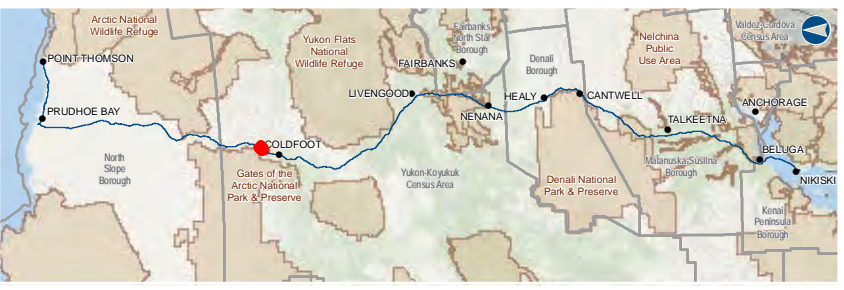 Arctic National
Wildlife Refuge
POINT THOMSON
PRUDHOE BAY
North
Slope
Borough
Yukon Flats
National
Wildlife Refuge
COLDFOOT
Gates of the
Arctic National
Park & Preserve
LIVENGOOD
Fairbanks
North Star
Borough
FAIRBANKS
NENANA
Yukon-Koyukuk
Census Area
Denali
Borough
HEALY
CANTWELL
Denali National
Park & Preserve
Nelchina
Public
Use Area
TALKEETNA
Matanuska-Susitna
Borough
Valdez-Cordova
Census Area
ANCHORAGE
BELUGA
NIKISKI
Kenai
Peninsula
Borough